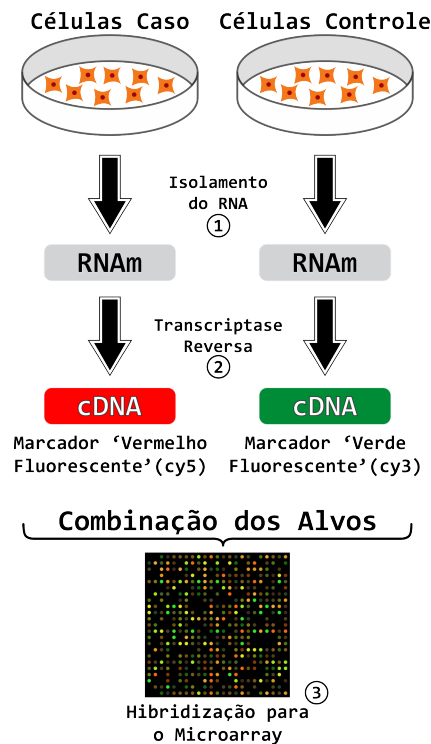 Células Caso
Células Controle
Isolamento
do RNA
1
RNAm
RNAm
Transcriptase
Reversa
2
cDNA
cDNA
Marcador ‘Vermelho
Fluorescente’(cy5)
Marcador ‘Verde
Fluorescente’(cy3)
Combinação dos Alvos
3
Hibridização para
o Microarray